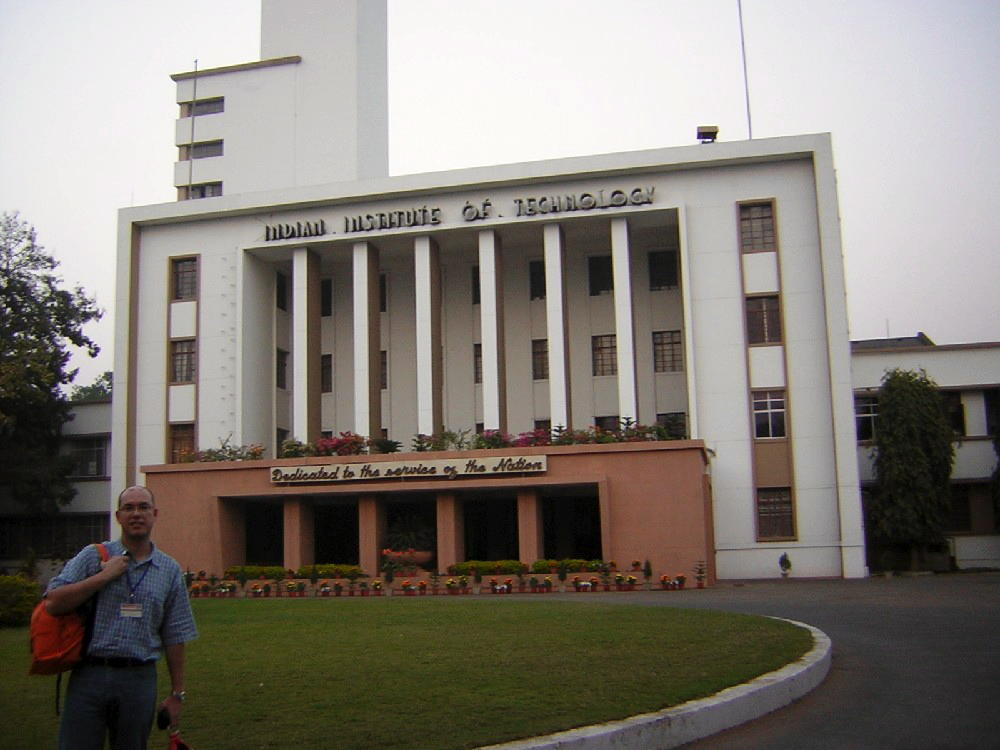 INDIAN . INSTITUTE OF . TECHNOLOGY
Dedicated to the service of the Nation